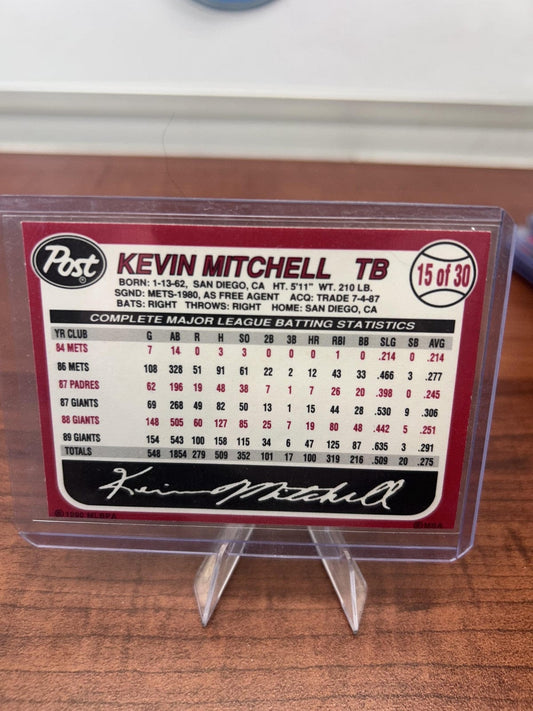 Post KEVIN MITCHELL TB 15 of 30
BORN: 1-13-62, SAN DIEGO, CA HT. 5'11" WT. 210 LB.
SGND: METS-1980, AS FREE AGENT ACQ: TRADE 7-4-87
BATS: RIGHT THROWS: RIGHT HOME: SAN DIEGO, CA
COMPLETE MAJOR LEAGUE BATTING STATISTICS
YR CLUB G AB R H SO 2B 3B HR RBI BB SLG SB AVG
84 METS 7 14 0 3 3 0 0 0 1 0 .214 0 .214
86 METS 108 328 51 91 61 22 2 12 43 33 .466 3 .277
87 PADRES 62 196 19 48 38 7 1 7 26 20 .398 0 .245
87 GIANTS 69 268 49 82 50 13 1 15 44 28 .530 9 .306
88 GIANTS 148 505 60 127 85 25 7 19 80 48 .442 5 .251
89 GIANTS 154 543 100 158 115 34 6 47 125 87 .635 3 .291
TOTALS 548 1854 279 509 352 101 17 100 319 216 .509 20 .275
Kevin Mitchell
© 1990 MLBPA ©MSA